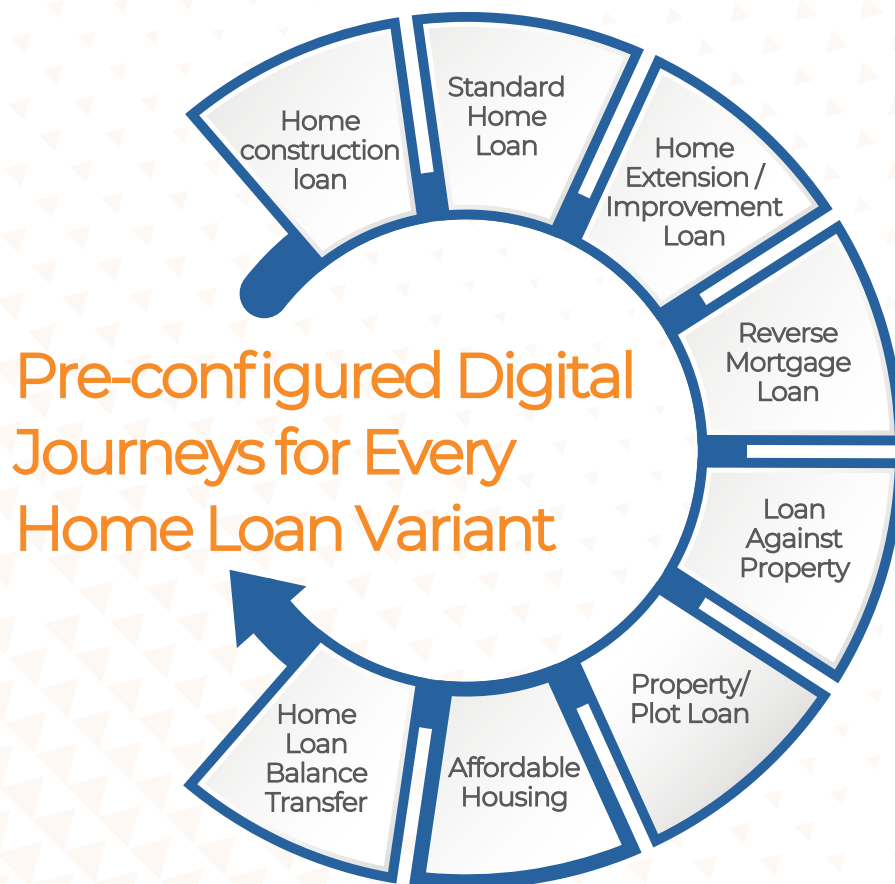 Home
construction
loan
Standard
Home
Loan
Home
Extension /
Improvement
Loan
Reverse
Mortgage
Loan
Loan
Against
Property
Property/
Plot Loan
Affordable
Housing
Home
Loan
Balance
Transfer
Pre-configured Digital
Journeys for Every
Home Loan Variant